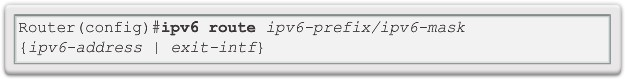 Router(config)#ipv6 route ipv6-prefix/ipv6-mask
{ipv6-address | exit-intf}